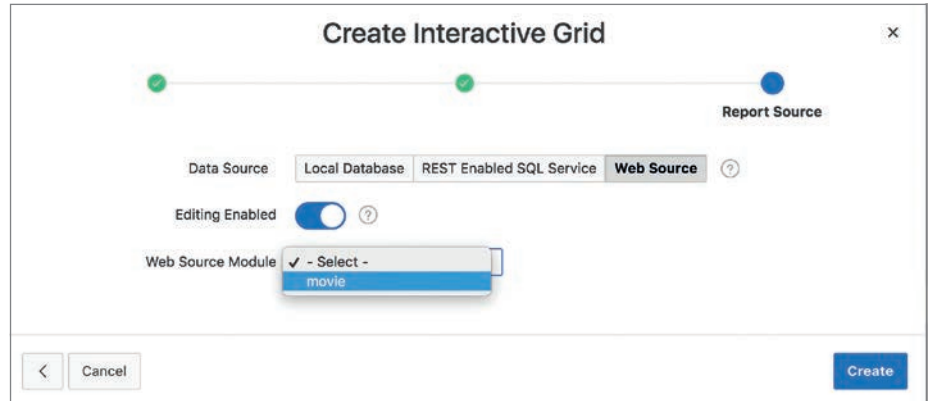 Create Interactive Grid
Report Source
Data Source Local Database REST Enabled SQL Service Web Source
Editing Enabled
Web Source Module - Select -
movie
Cancel
Create